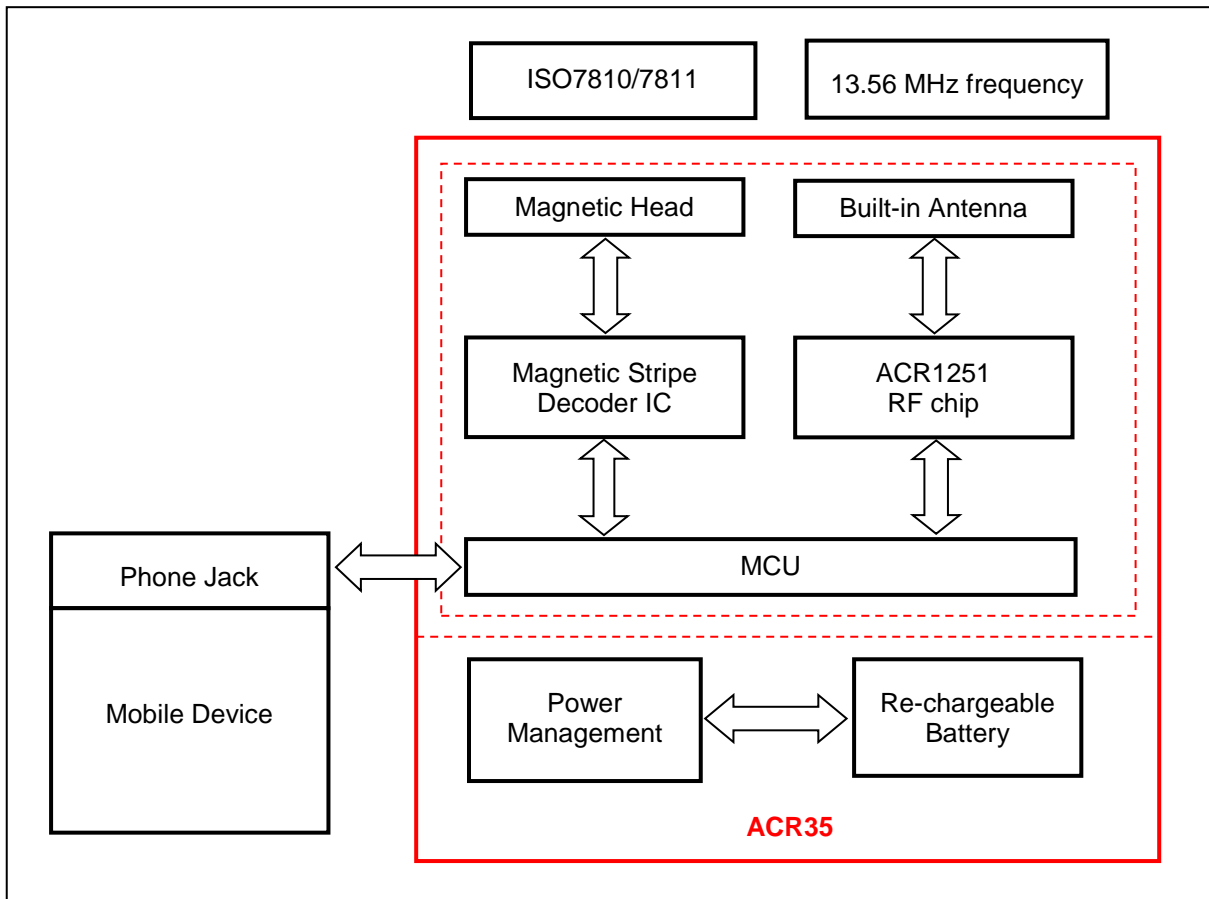 ISO7810/7811
13.56 MHz frequency
Magnetic Head
Built-in Antenna
Magnetic Stripe
Decoder IC
ACR1251
RF chip
Phone Jack
MCU
Mobile Device
Power
Management
Re-chargeable
Battery
ACR35